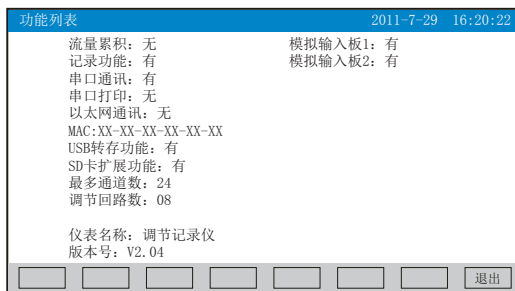 功能列表 2011-7-29 16:20:22
流量累积：无 模拟输入板1：有
记录功能：有 模拟输入板2：有
串口通讯：有
串口打印：无
以太网通讯：无
MAC:XX-XX-XX-XX-XX-XX
USB转存功能：有
SD卡扩展功能：有
最多通道数：24
调节回路数：08
仪表名称：调节记录仪
版本号：V2.04
退出